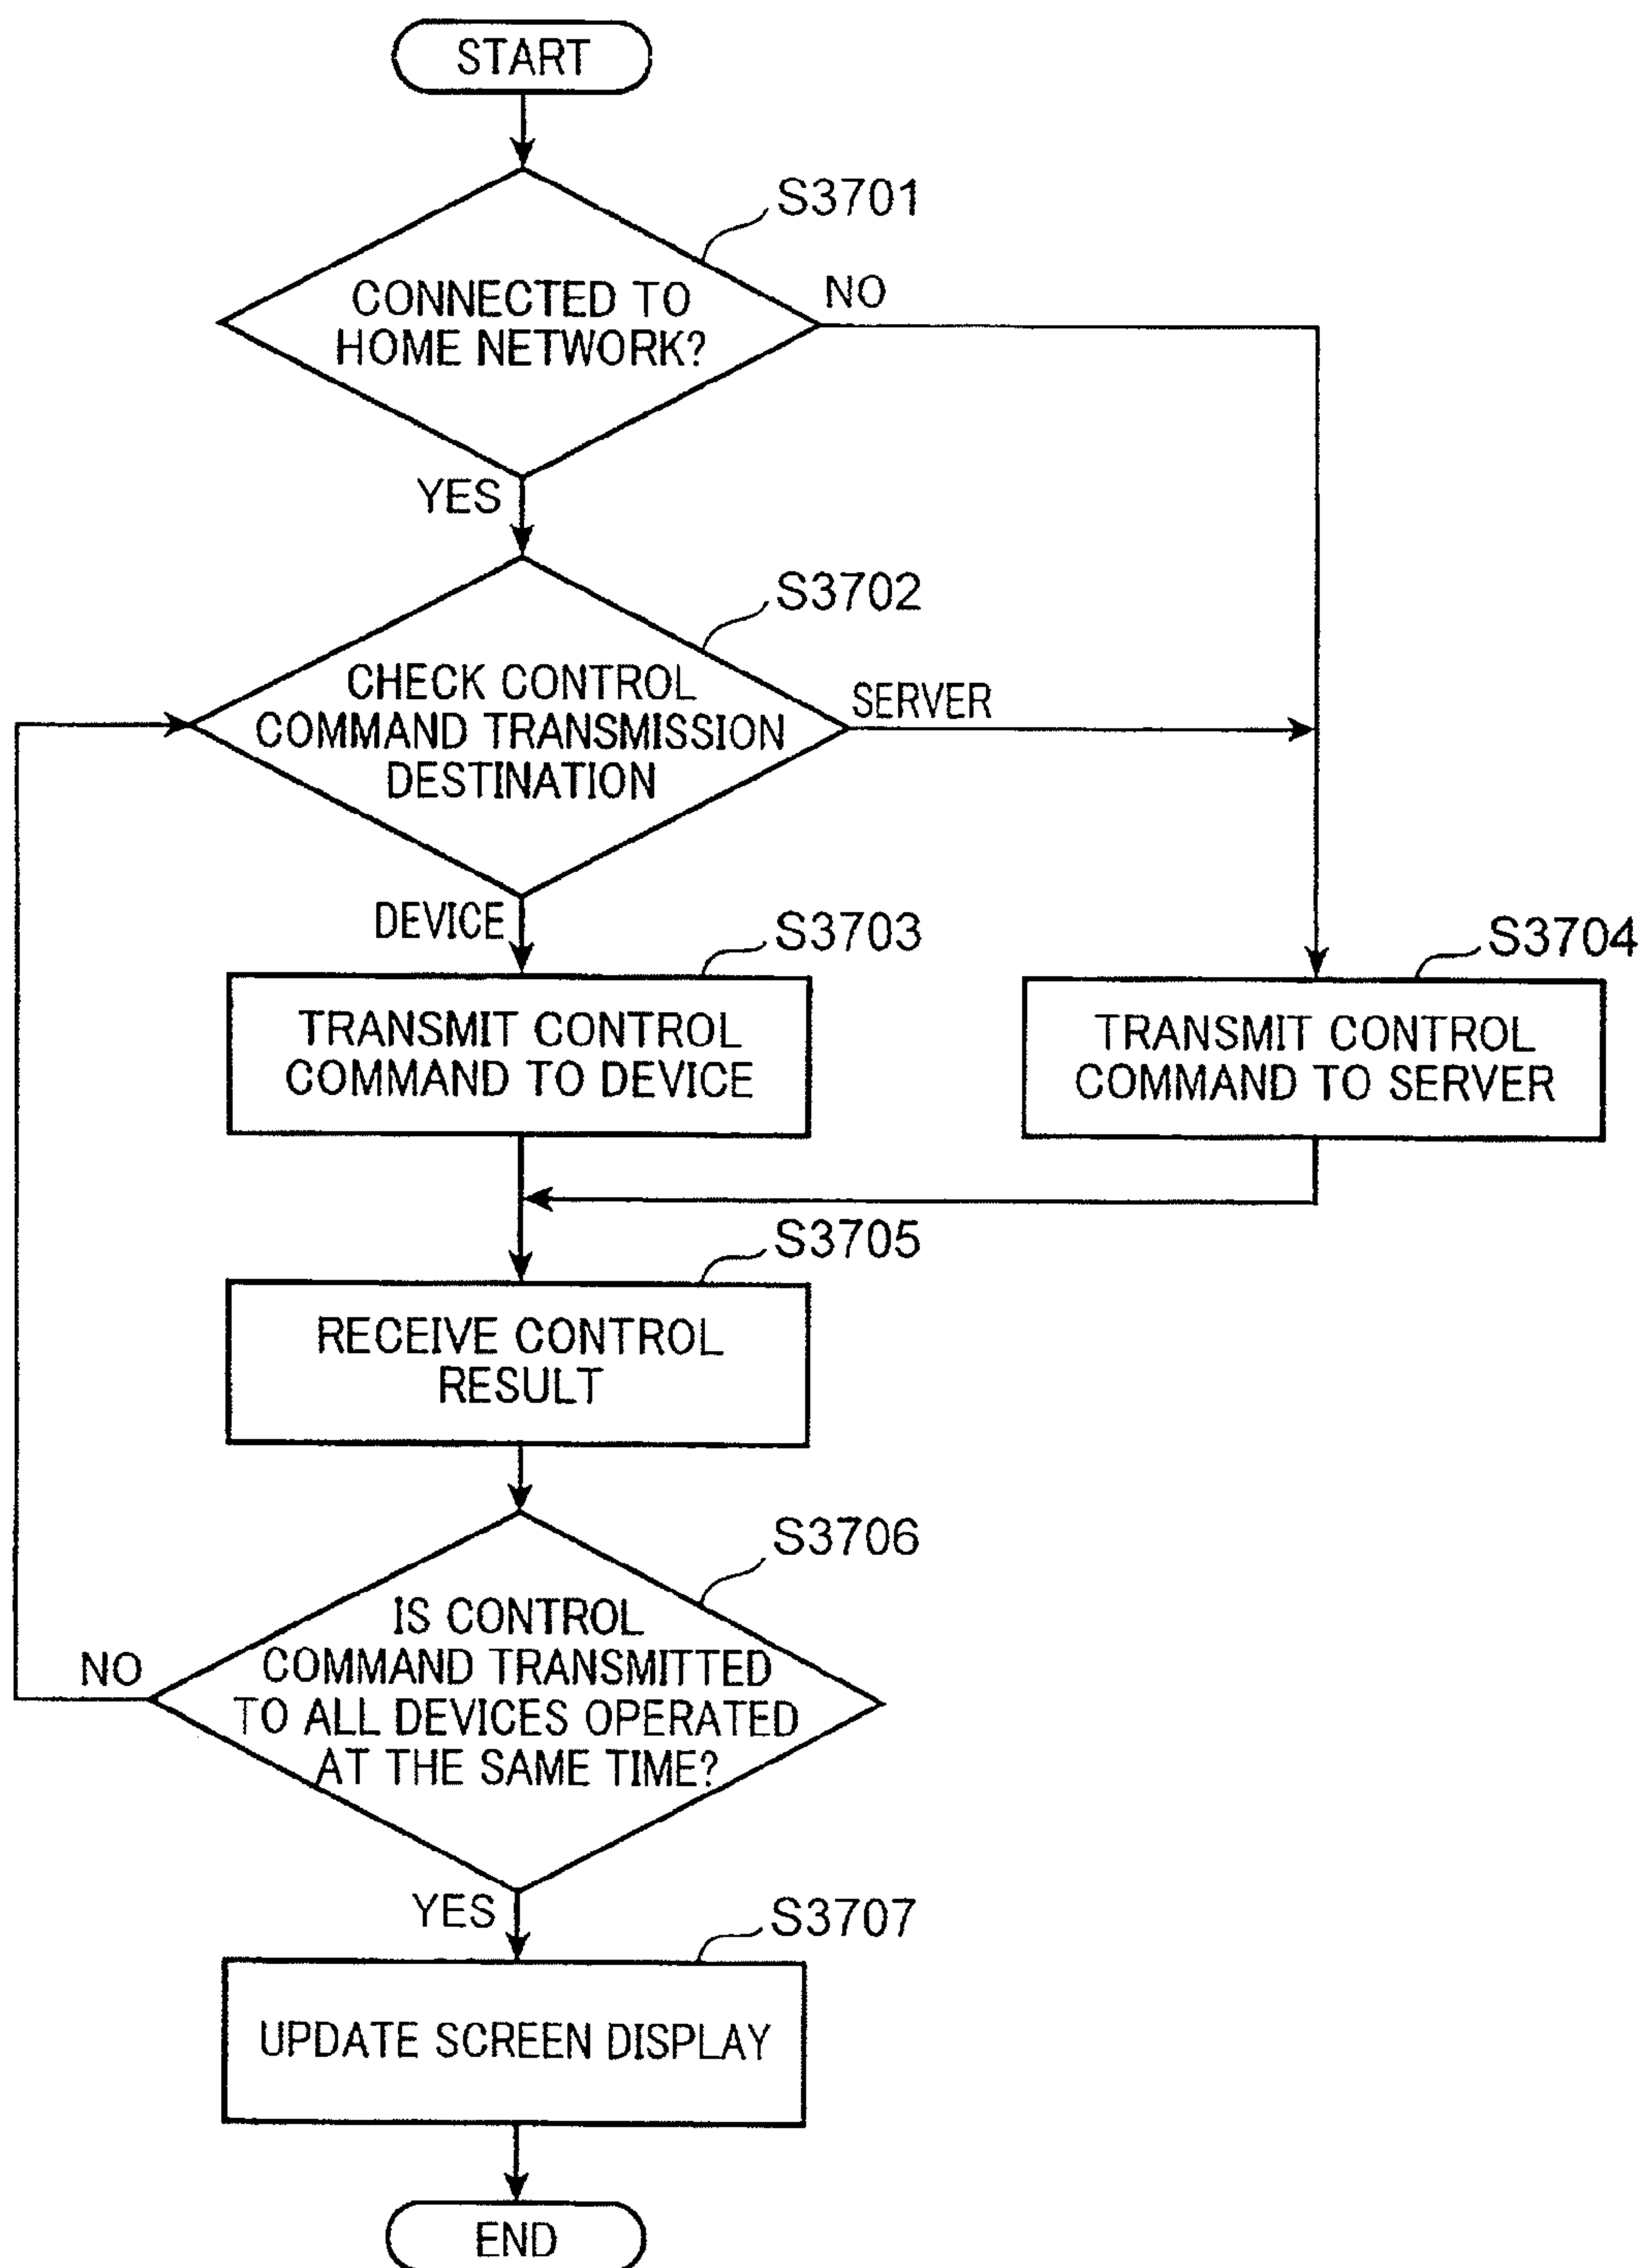 START
S3701
CONNECTED TO
HOME NETWORK?
NO
YES
S3702
CHECK CONTROL
COMMAND TRANSMISSION
DESTINATION
SERVER
DEVICE
S3703
TRANSMIT CONTROL
COMMAND TO DEVICE
S3704
TRANSMIT CONTROL
COMMAND TO SERVER
S3705
RECEIVE CONTROL
RESULT
S3706
IS CONTROL
COMMAND TRANSMITTED
TO ALL DEVICES OPERATED
AT THE SAME TIME?
NO
YES
S3707
UPDATE SCREEN DISPLAY
END